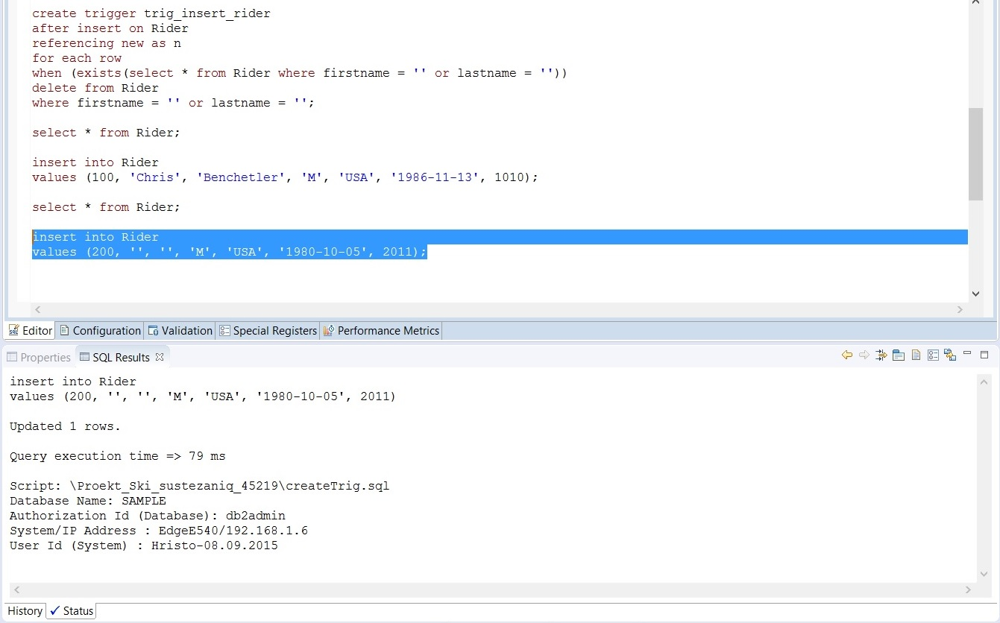 create trigger trig_insert_rider
after insert on Rider
referencing new as n
for each row
when (exists(select * from Rider where firstname = '' or lastname = ''))
delete from Rider
where firstname = '' or lastname = '';
select * from Rider;
insert into Rider
values (100, 'Chris', 'Benchetler', 'M', 'USA', '1986-11-13', 1010);
select * from Rider;
insert into Rider
values (200, '', '', 'M', 'USA', '1980-10-05', 2011);
Editor Configuration Validation Special Registers Performance Metrics
Properties SQL Results
insert into Rider
values (200, '', '', 'M', 'USA', '1980-10-05', 2011)
Updated 1 rows.
Query execution time => 79 ms
Script: \Proekt_Ski_sustezaniq_45219\createTrig.sql
Database Name: SAMPLE
Authorization Id (Database): db2admin
System/IP Address : EdgeE540/192.168.1.6
User Id (System) : Hristo-08.09.2015
History Status